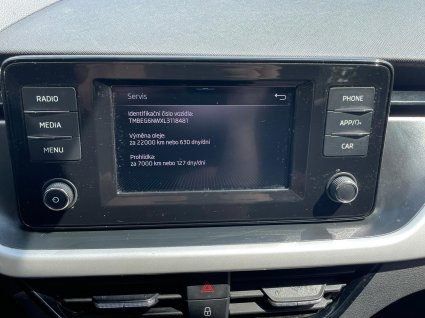 Servis
RADIO
MEDIA
MENU
Identifikační číslo vozidla:
TMBEG6NWXL3118481
Výměna oleje:
za 22000 km nebo 630 dny/dní
Prohlídka:
za 7000 km nebo 127 dny/dní
PHONE
APP/
CAR